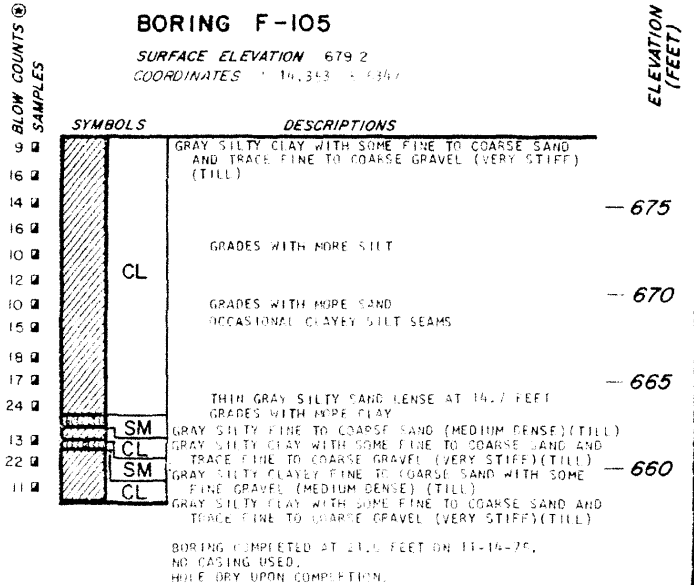 BORING F-105
SURFACE ELEVATION 679.2
COORDINATES
BLOW COUNTS
SAMPLES
ELEVATION
(FEET)
SYMBOLS DESCRIPTIONS
9 GRAY SILTY CLAY WITH SOME FINE TO COARSE SAND
AND TRACE FINE TO COARSE GRAVEL (VERY STIFF)
16 (TILL)
14 675
16
10 GRADES WITH MORE SILT
12 CL
670
10 GRADES WITH MORE SAND
15 OCCASIONAL CLAYEY SILT SEAMS
18
17 665
24 THIN GRAY SILTY SAND LENSE AT 14.7 FEET
GRADES WITH MORE CLAY
SM GRAY SILTY FINE TO COARSE SAND (MEDIUM DENSE)(TILL)
13 CL GRAY SILTY CLAY WITH SOME FINE TO COARSE SAND AND
TRACE FINE TO COARSE GRAVEL (VERY STIFF)(TILL)
22 SM GRAY SILTY CLAYEY FINE TO COARSE SAND WITH SOME 660
FINE GRAVEL (MEDIUM DENSE) (TILL)
11 CL GRAY SILTY CLAY WITH SOME FINE TO COARSE SAND AND
TRACE FINE TO COARSE GRAVEL (VERY STIFF)(TILL)
BORING COMPLETED AT FEET ON
NO CASING USED.
HOLE DRY UPON COMPLETION.